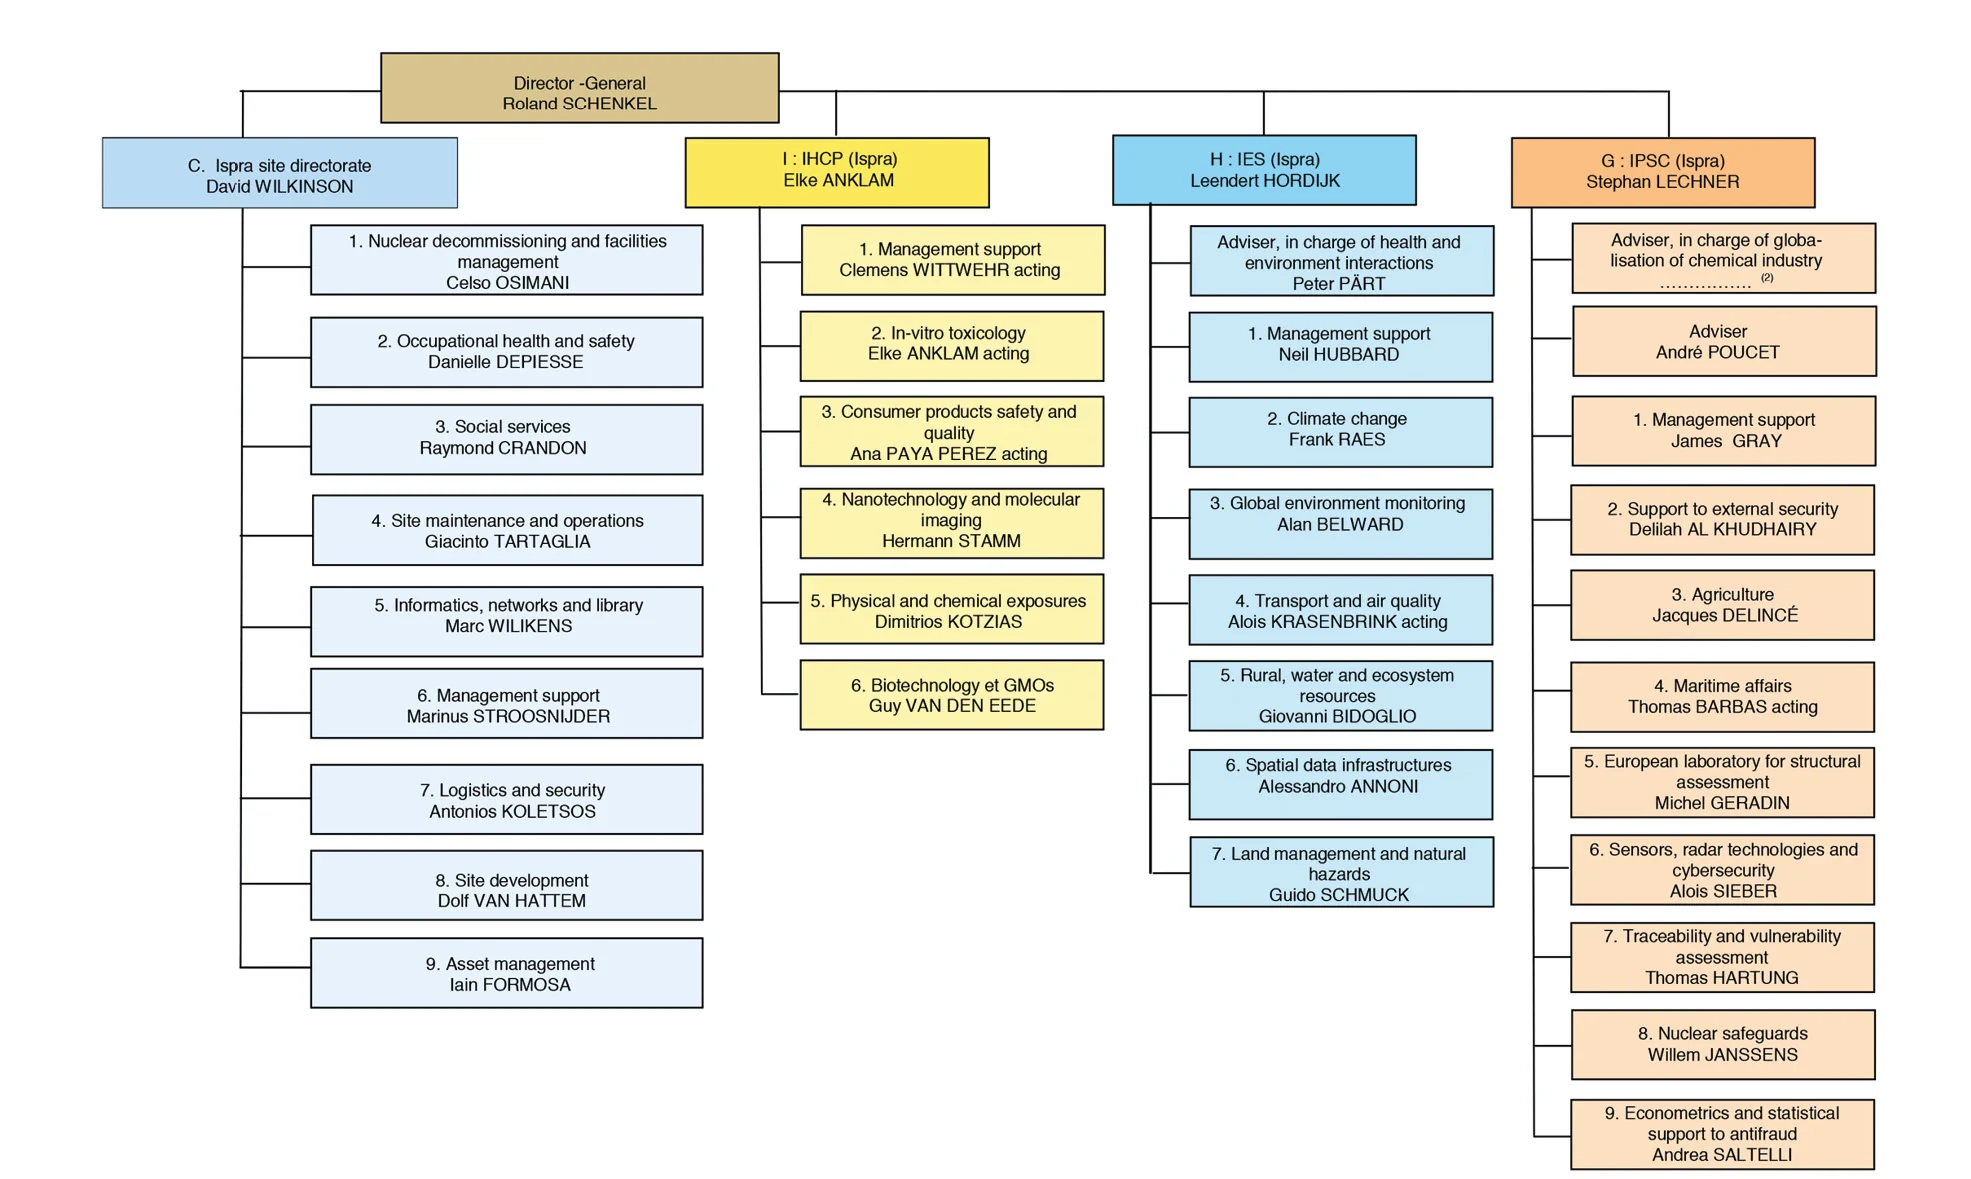 Director -General
Roland SCHENKEL
C.  Ispra site directorate
David WILKINSON
1. Nuclear decommissioning and facilities
management
Celso OSIMANI
2. Occupational health and safety
Danielle DEPIESSE
3. Social services
Raymond CRANDON
4. Site maintenance and operations
Giacinto TARTAGLIA
5. Informatics, networks and library
Marc WILIKENS
6. Management support
Marinus STROOSNIJDER
7. Logistics and security
Antonios KOLETSOS
8. Site development
Dolf VAN HATTEM
9. Asset management
Iain FORMOSA
I : IHCP (Ispra)
Elke ANKLAM
1. Management support
Clemens WITTWEHR acting
2. In-vitro toxicology
Elke ANKLAM acting
3. Consumer products safety and
quality
Ana PAYA PEREZ acting
4. Nanotechnology and molecular
imaging
Hermann STAMM
5. Physical and chemical exposures
Dimitrios KOTZIAS
6. Biotechnology et GMOs
Guy VAN DEN EEDE
H : IES (Ispra)
Leendert HORDIJK
Adviser, in charge of health and
environment interactions
Peter PÄRT
1. Management support
Neil HUBBARD
2. Climate change
Frank RAES
3. Global environment monitoring
Alan BELWARD
4. Transport and air quality
Alois KRASENBRINK acting
5. Rural, water and ecosystem
resources
Giovanni BIDOGLIO
6. Spatial data infrastructures
Alessandro ANNONI
7. Land management and natural
hazards
Guido SCHMUCK
G : IPSC (Ispra)
Stephan LECHNER
Adviser, in charge of globa-
lisation of chemical industry
................ (2)
Adviser
André POUCET
1. Management support
James  GRAY
2. Support to external security
Delilah AL KHUDHAIRY
3. Agriculture
Jacques DELINCÉ
4. Maritime affairs
Thomas BARBAS acting
5. European laboratory for structural
assessment
Michel GERADIN
6. Sensors, radar technologies and
cybersecurity
Alois SIEBER
7. Traceability and vulnerability
assessment
Thomas HARTUNG
8. Nuclear safeguards
Willem JANSSENS
9. Econometrics and statistical
support to antifraud
Andrea SALTELLI